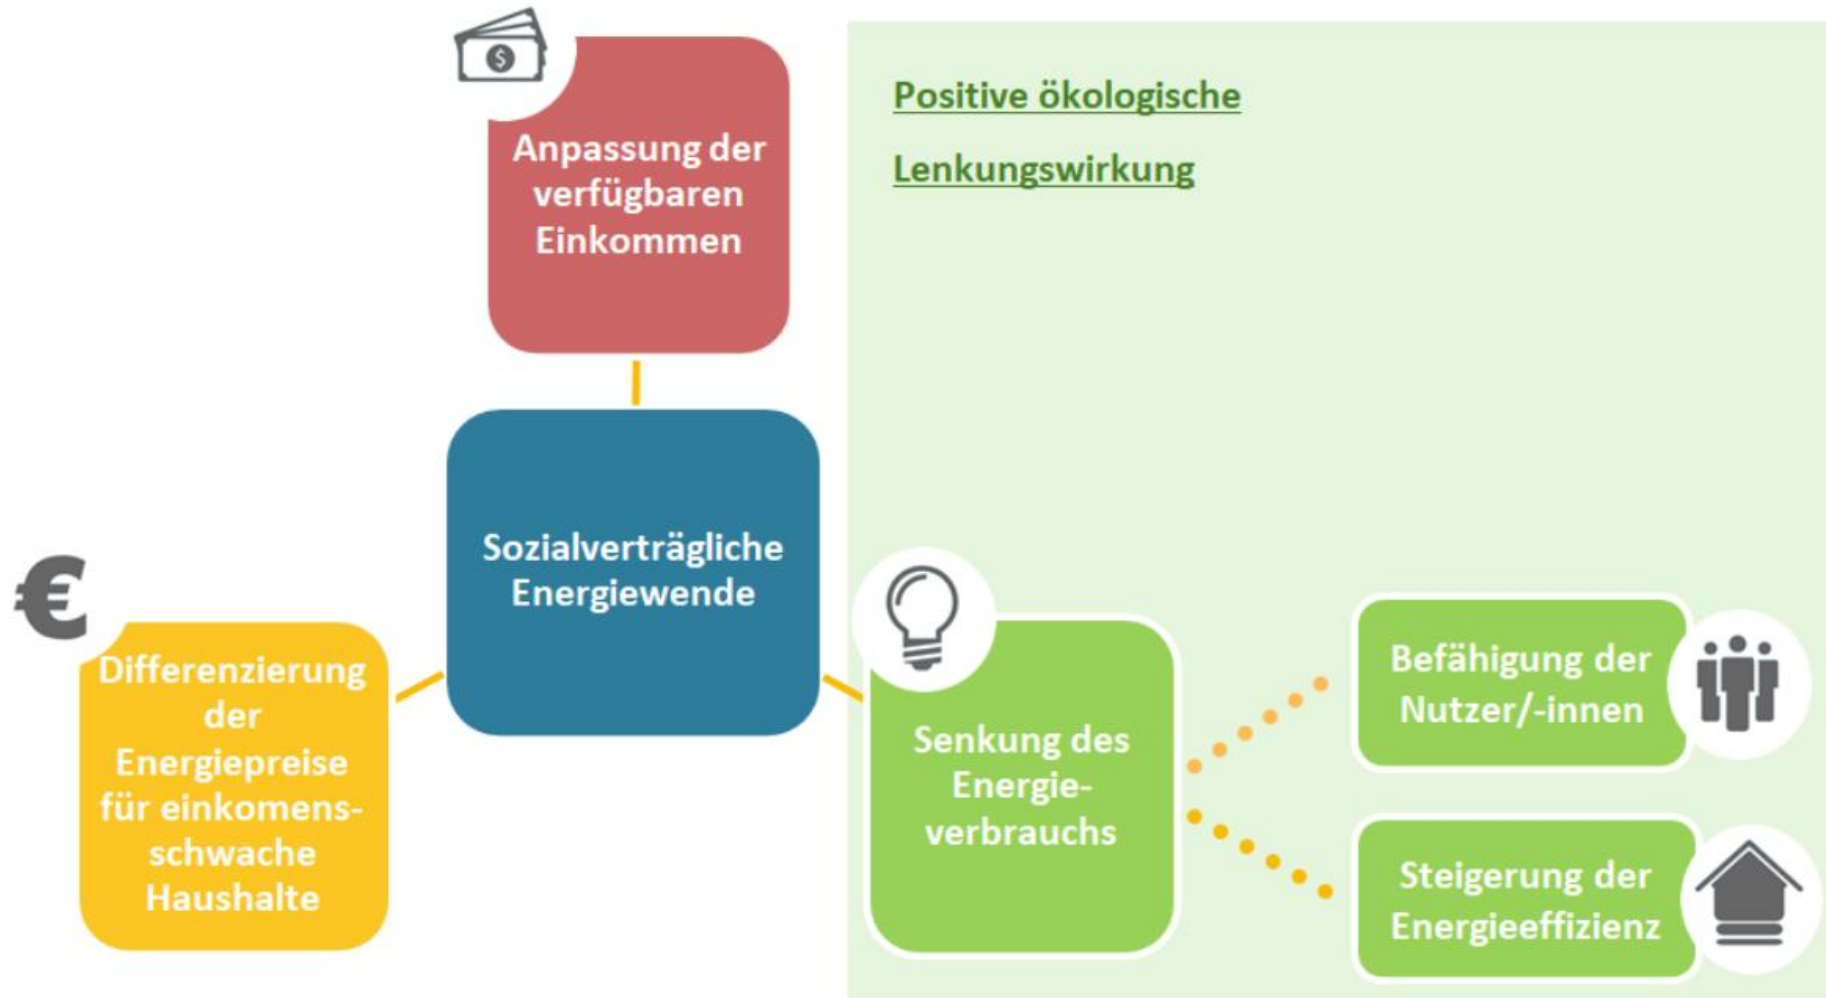 $
Anpassung der
verfügbaren
Einkommen
Positive ökologische
Lenkungswirkung
Sozialverträgliche
Energiewende
€
Differenzierung
der
Energiepreise
für einkomens-
schwache
Haushalte
Senkung des
Energie-
verbrauchs
Befähigung der
Nutzer/-innen
Steigerung der
Energieeffizienz